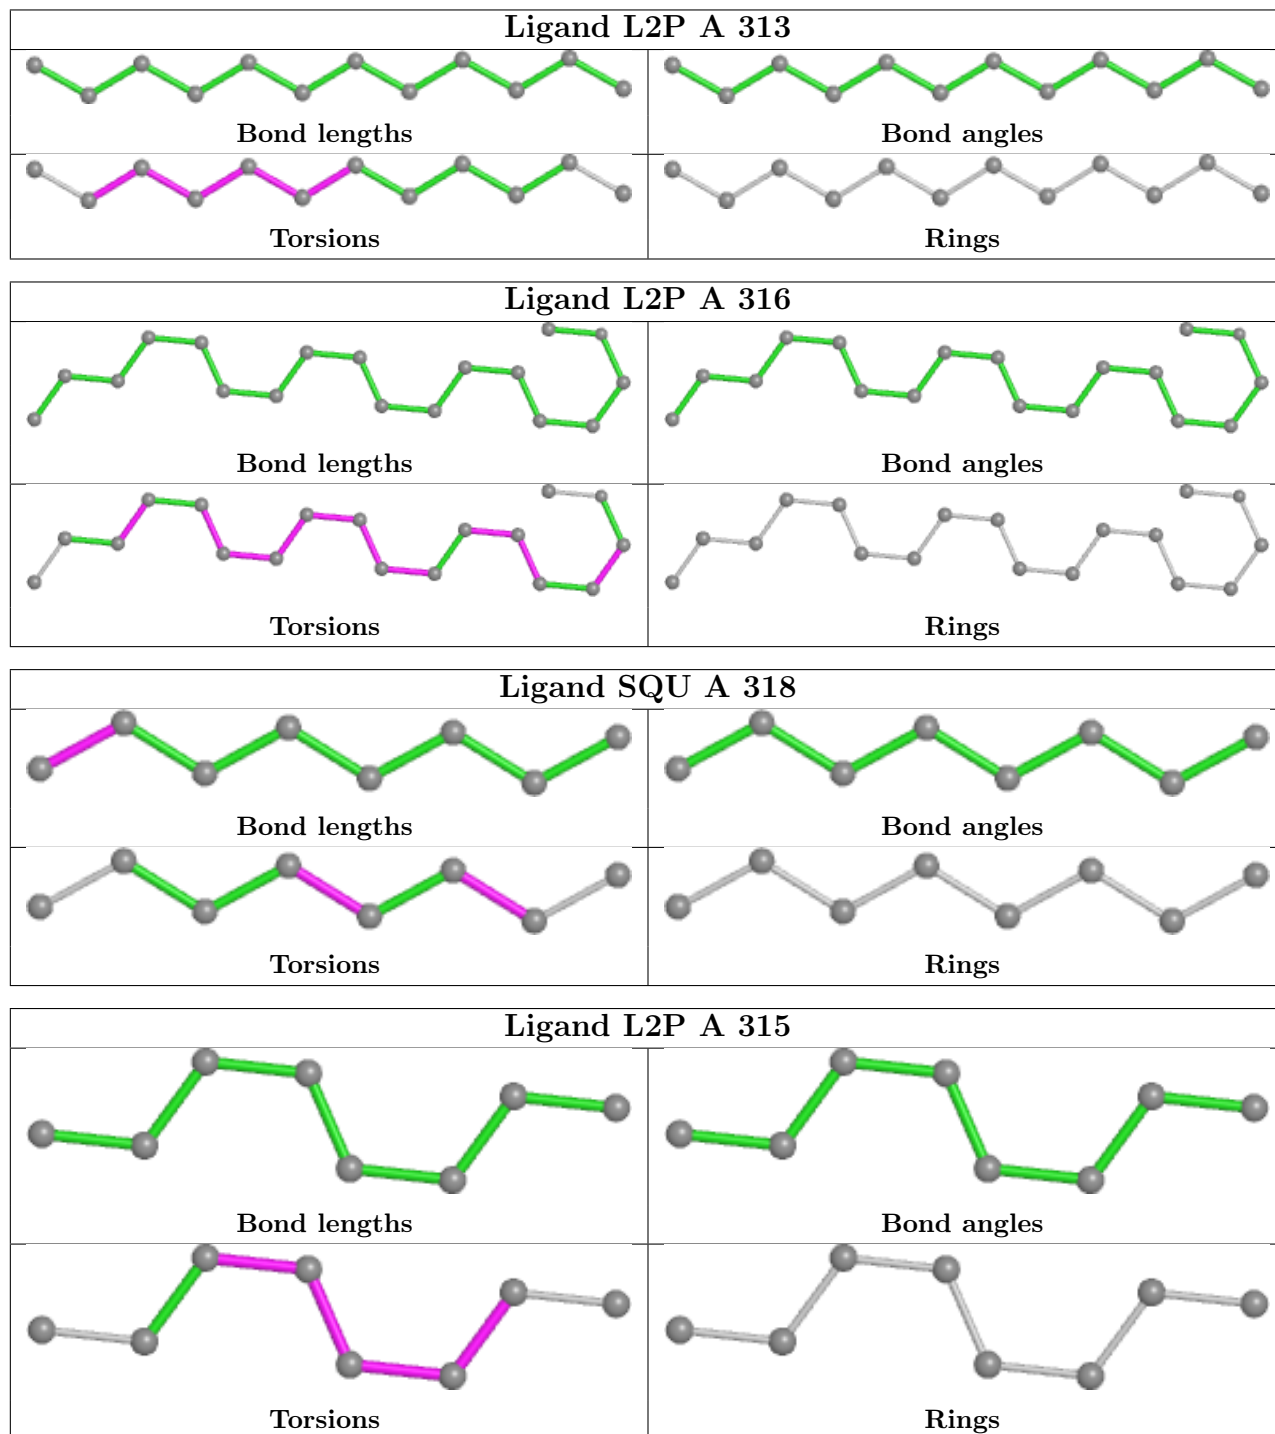 Ligand L2P A 313
Bond lengths
Bond angles
Torsions
Rings
Ligand L2P A 316
Bond lengths
Bond angles
Torsions
Rings
Ligand SQU A 318
Bond lengths
Bond angles
Torsions
Rings
Ligand L2P A 315
Bond lengths
Bond angles
Torsions
Rings